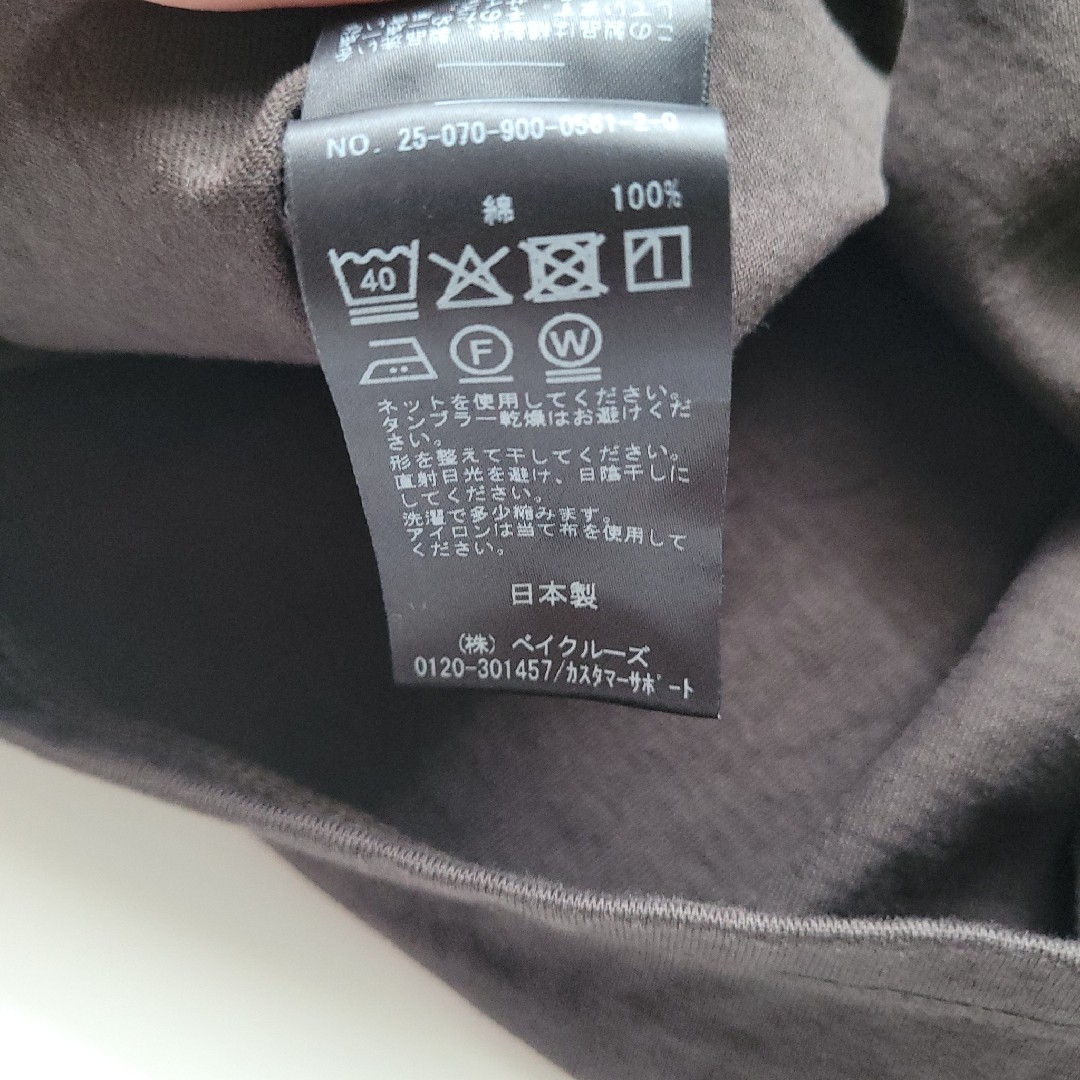 この製品は
NO. 25-070-900-0561-2-0
綿 100%
40
F W
ネットを使用してください。
タンブラー乾燥はお避けくだ
さい。
形を整えて干してください。
直射日光を避け、日陰干しに
してください。
洗濯で多少縮みます。
アイロンは当て布を使用して
ください。
日本製
(株) ベイクルーズ
0120-301457/カスタマーサポート